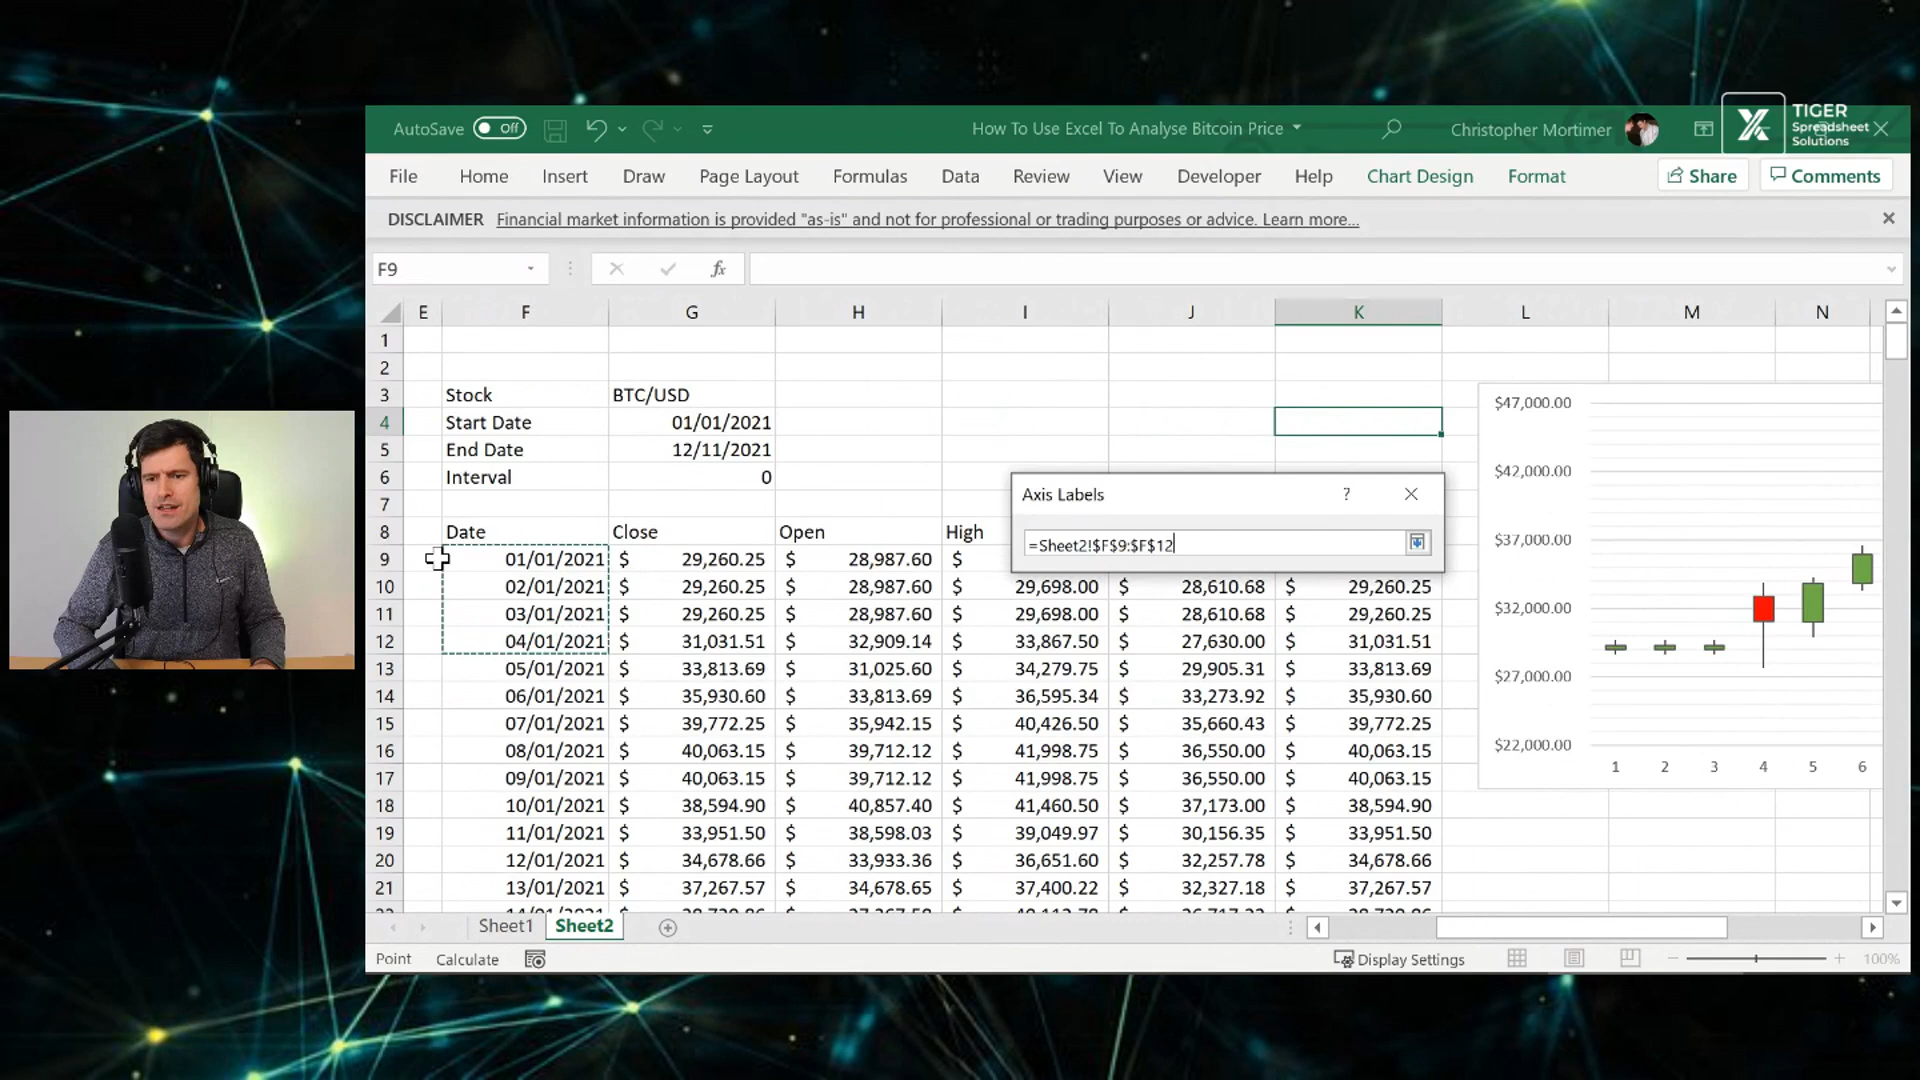 AutoSave Off How To Use Excel To Analyse Bitcoin Price Christopher Mortimer
TIGER
Spreadsheet
Solutions
File Home Insert Draw Page Layout Formulas Data Review View Developer Help Chart Design Format Share Comments
DISCLAIMER Financial market information is provided "as-is" and not for professional or trading purposes or advice. Learn more...
F9 fx
E F G H I J K L M N
1
2
3 Stock BTC/USD
4 Start Date 01/01/2021
5 End Date 12/11/2021
6 Interval 0
7
8 Date Close Open High
9 01/01/2021 $ 29,260.25 $ 28,987.60 $
10 02/01/2021 $ 29,260.25 $ 28,987.60 $ 29,698.00 $ 28,610.68 $ 29,260.25
11 03/01/2021 $ 29,260.25 $ 28,987.60 $ 29,698.00 $ 28,610.68 $ 29,260.25
12 04/01/2021 $ 31,031.51 $ 32,909.14 $ 33,867.50 $ 27,630.00 $ 31,031.51
13 05/01/2021 $ 33,813.69 $ 31,025.60 $ 34,279.75 $ 29,905.31 $ 33,813.69
14 06/01/2021 $ 35,930.60 $ 33,813.69 $ 36,595.34 $ 33,273.92 $ 35,930.60
15 07/01/2021 $ 39,772.25 $ 35,942.15 $ 40,426.50 $ 35,660.43 $ 39,772.25
16 08/01/2021 $ 40,063.15 $ 39,712.12 $ 41,998.75 $ 36,550.00 $ 40,063.15
17 09/01/2021 $ 40,063.15 $ 39,712.12 $ 41,998.75 $ 36,550.00 $ 40,063.15
18 10/01/2021 $ 38,594.90 $ 40,857.40 $ 41,460.50 $ 37,173.00 $ 38,594.90
19 11/01/2021 $ 33,951.50 $ 38,598.03 $ 39,049.97 $ 30,156.35 $ 33,951.50
20 12/01/2021 $ 34,678.66 $ 33,933.36 $ 36,651.60 $ 32,257.78 $ 34,678.66
21 13/01/2021 $ 37,267.57 $ 34,678.65 $ 37,400.22 $ 32,327.18 $ 37,267.57
Axis Labels ?
=Sheet2!$F$9:$F$12
$47,000.00
$42,000.00
$37,000.00
$32,000.00
$27,000.00
$22,000.00
1 2 3 4 5 6
Sheet1 Sheet2
Point Calculate Display Settings 100%